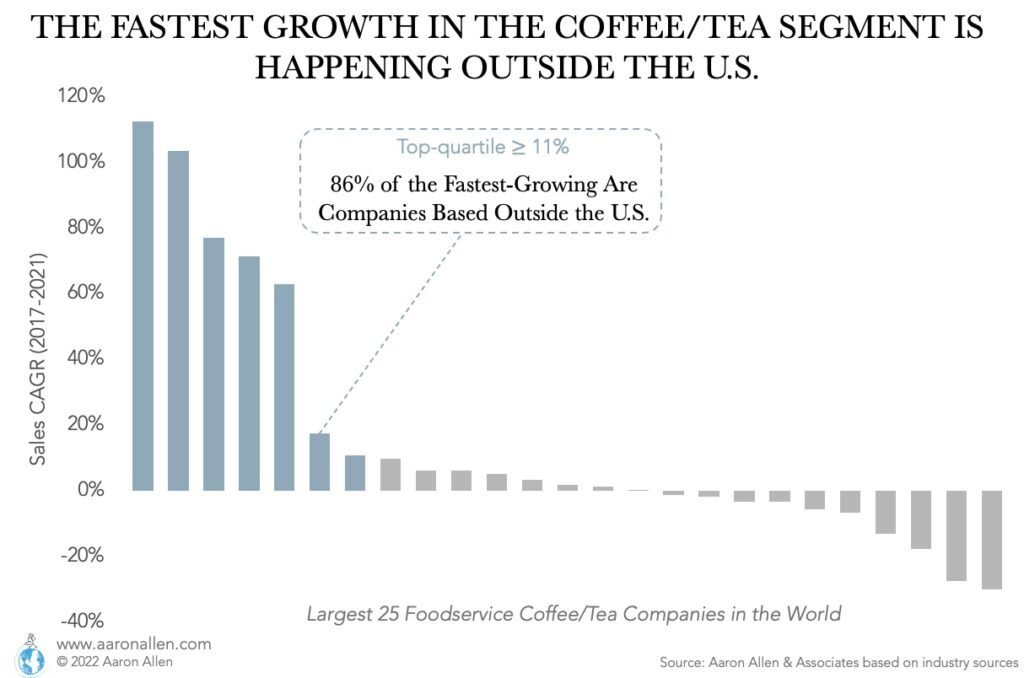 THE FASTEST GROWTH IN THE COFFEE/TEA SEGMENT IS
HAPPENING OUTSIDE THE U.S.
120%
100%
80%
60%
40%
20%
0%
-20%
-40%
Sales CAGR (2017-2021)
Top-quartile ≥ 11%
86% of the Fastest-Growing Are
Companies Based Outside the U.S.
Largest 25 Foodservice Coffee/Tea Companies in the World
www.aaronallen.com
© 2022 Aaron Allen
Source: Aaron Allen & Associates based on industry sources